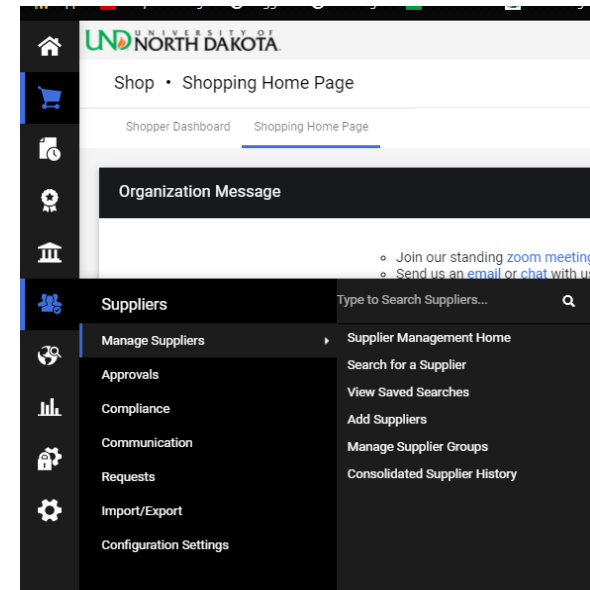 UNIVERSITY OF
UND NORTH DAKOTA.
Shop • Shopping Home Page
Shopper Dashboard Shopping Home Page
Organization Message
Join our standing zoom meeting
Send us an email or chat with us
Suppliers
Type to Search Suppliers...
Manage Suppliers
Approvals
Compliance
Communication
Requests
Import/Export
Configuration Settings
Supplier Management Home
Search for a Supplier
View Saved Searches
Add Suppliers
Manage Supplier Groups
Consolidated Supplier History